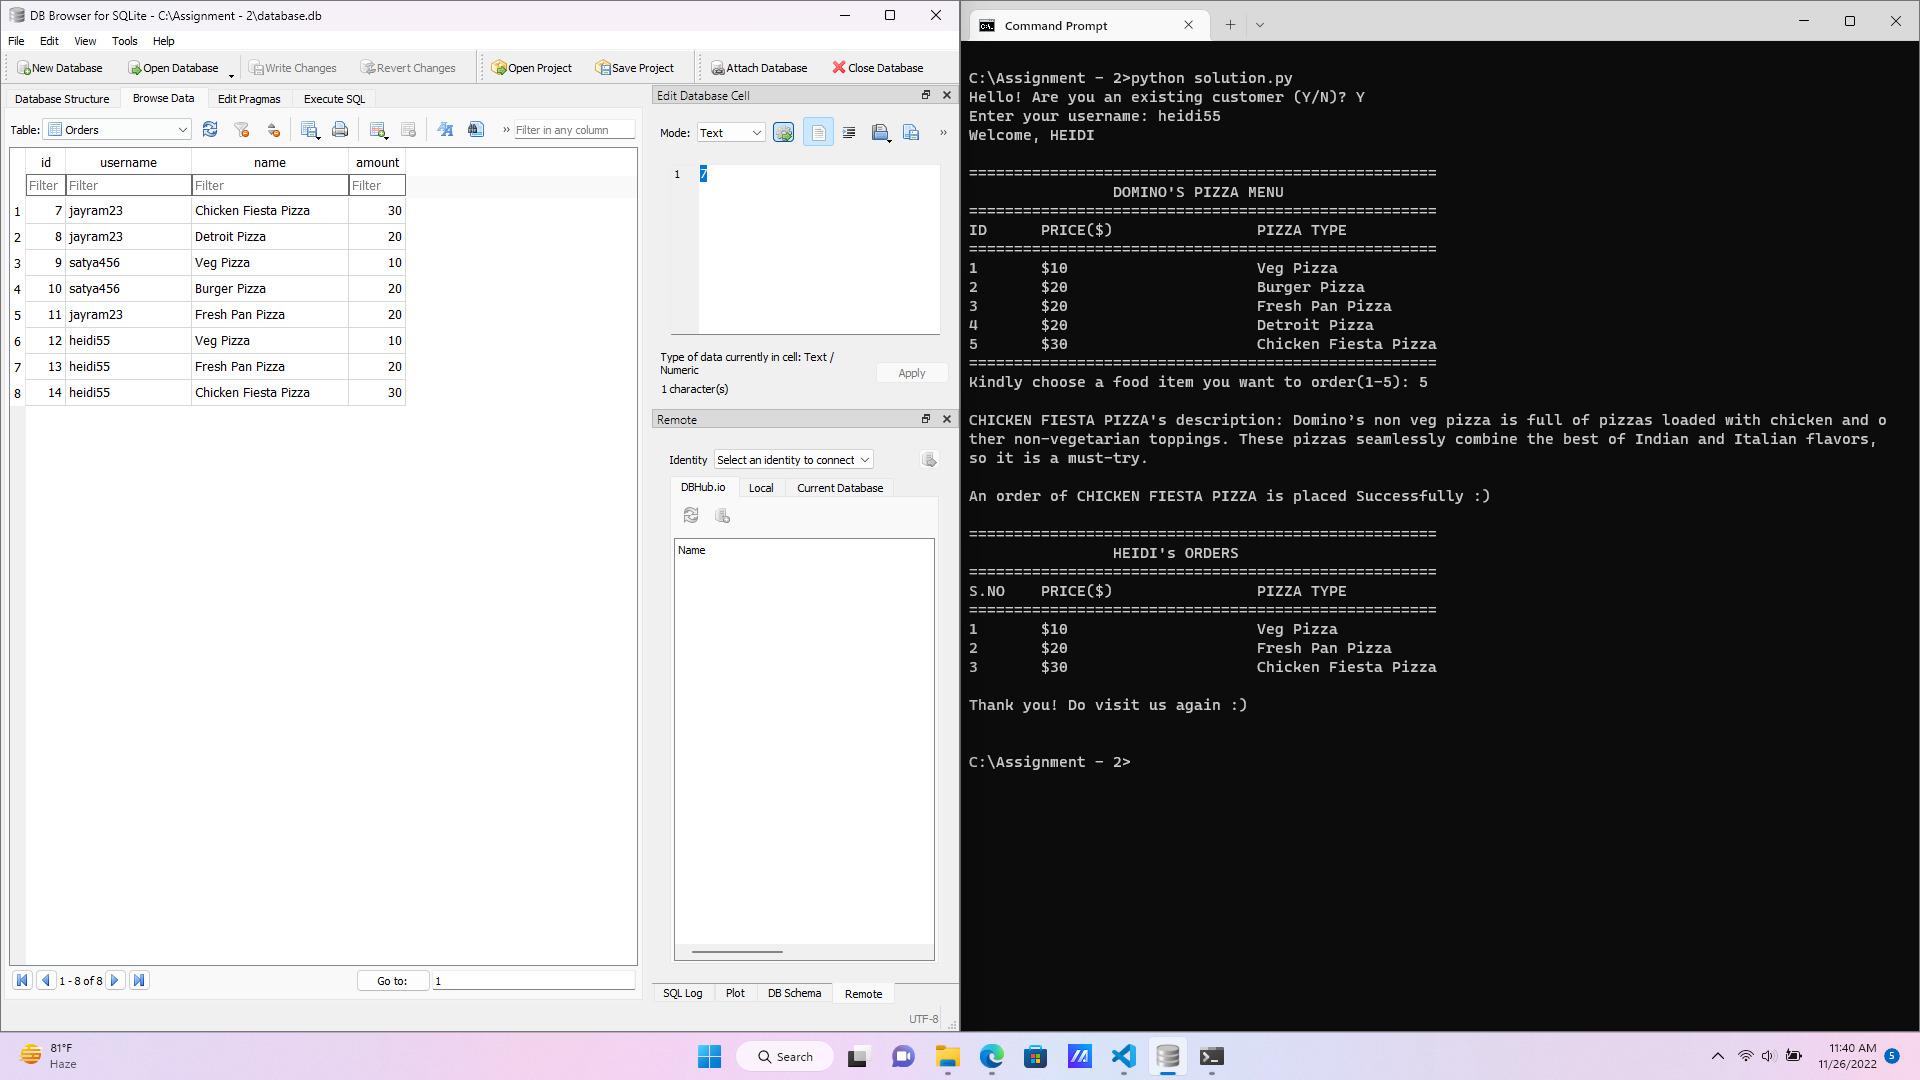 DB Browser for SQLite - C:\Assignment - 2\database.db
File Edit View Tools Help
New Database Open Database Write Changes Revert Changes Open Project Save Project Attach Database Close Database
Database Structure Browse Data Edit Pragmas Execute SQL
Table: Orders » Filter in any column
id username name amount
Filter Filter Filter Filter
1 7 jayram23 Chicken Fiesta Pizza 30
2 8 jayram23 Detroit Pizza 20
3 9 satya456 Veg Pizza 10
4 10 satya456 Burger Pizza 20
5 11 jayram23 Fresh Pan Pizza 20
6 12 heidi55 Veg Pizza 10
7 13 heidi55 Fresh Pan Pizza 20
8 14 heidi55 Chicken Fiesta Pizza 30
1 - 8 of 8 Go to: 1
Edit Database Cell
Mode: Text »
1 7
Type of data currently in cell: Text /
Numeric
1 character(s)
Apply
Remote
Identity Select an identity to connect
DBHub.io Local Current Database
Name
SQL Log Plot DB Schema Remote
UTF-8
Command Prompt
C:\Assignment - 2>python solution.py
Hello! Are you an existing customer (Y/N)? Y
Enter your username: heidi55
Welcome, HEIDI
====================================================
DOMINO'S PIZZA MENU
====================================================
ID PRICE($) PIZZA TYPE
====================================================
1 $10 Veg Pizza
2 $20 Burger Pizza
3 $20 Fresh Pan Pizza
4 $20 Detroit Pizza
5 $30 Chicken Fiesta Pizza
====================================================
Kindly choose a food item you want to order(1-5): 5
CHICKEN FIESTA PIZZA's description: Domino’s non veg pizza is full of pizzas loaded with chicken and o
ther non-vegetarian toppings. These pizzas seamlessly combine the best of Indian and Italian flavors,
so it is a must-try.
An order of CHICKEN FIESTA PIZZA is placed Successfully :)
====================================================
HEIDI's ORDERS
====================================================
S.NO PRICE($) PIZZA TYPE
====================================================
1 $10 Veg Pizza
2 $20 Fresh Pan Pizza
3 $30 Chicken Fiesta Pizza
Thank you! Do visit us again :)
C:\Assignment - 2>
81°F
Haze
Search
11:40 AM
11/26/2022
5